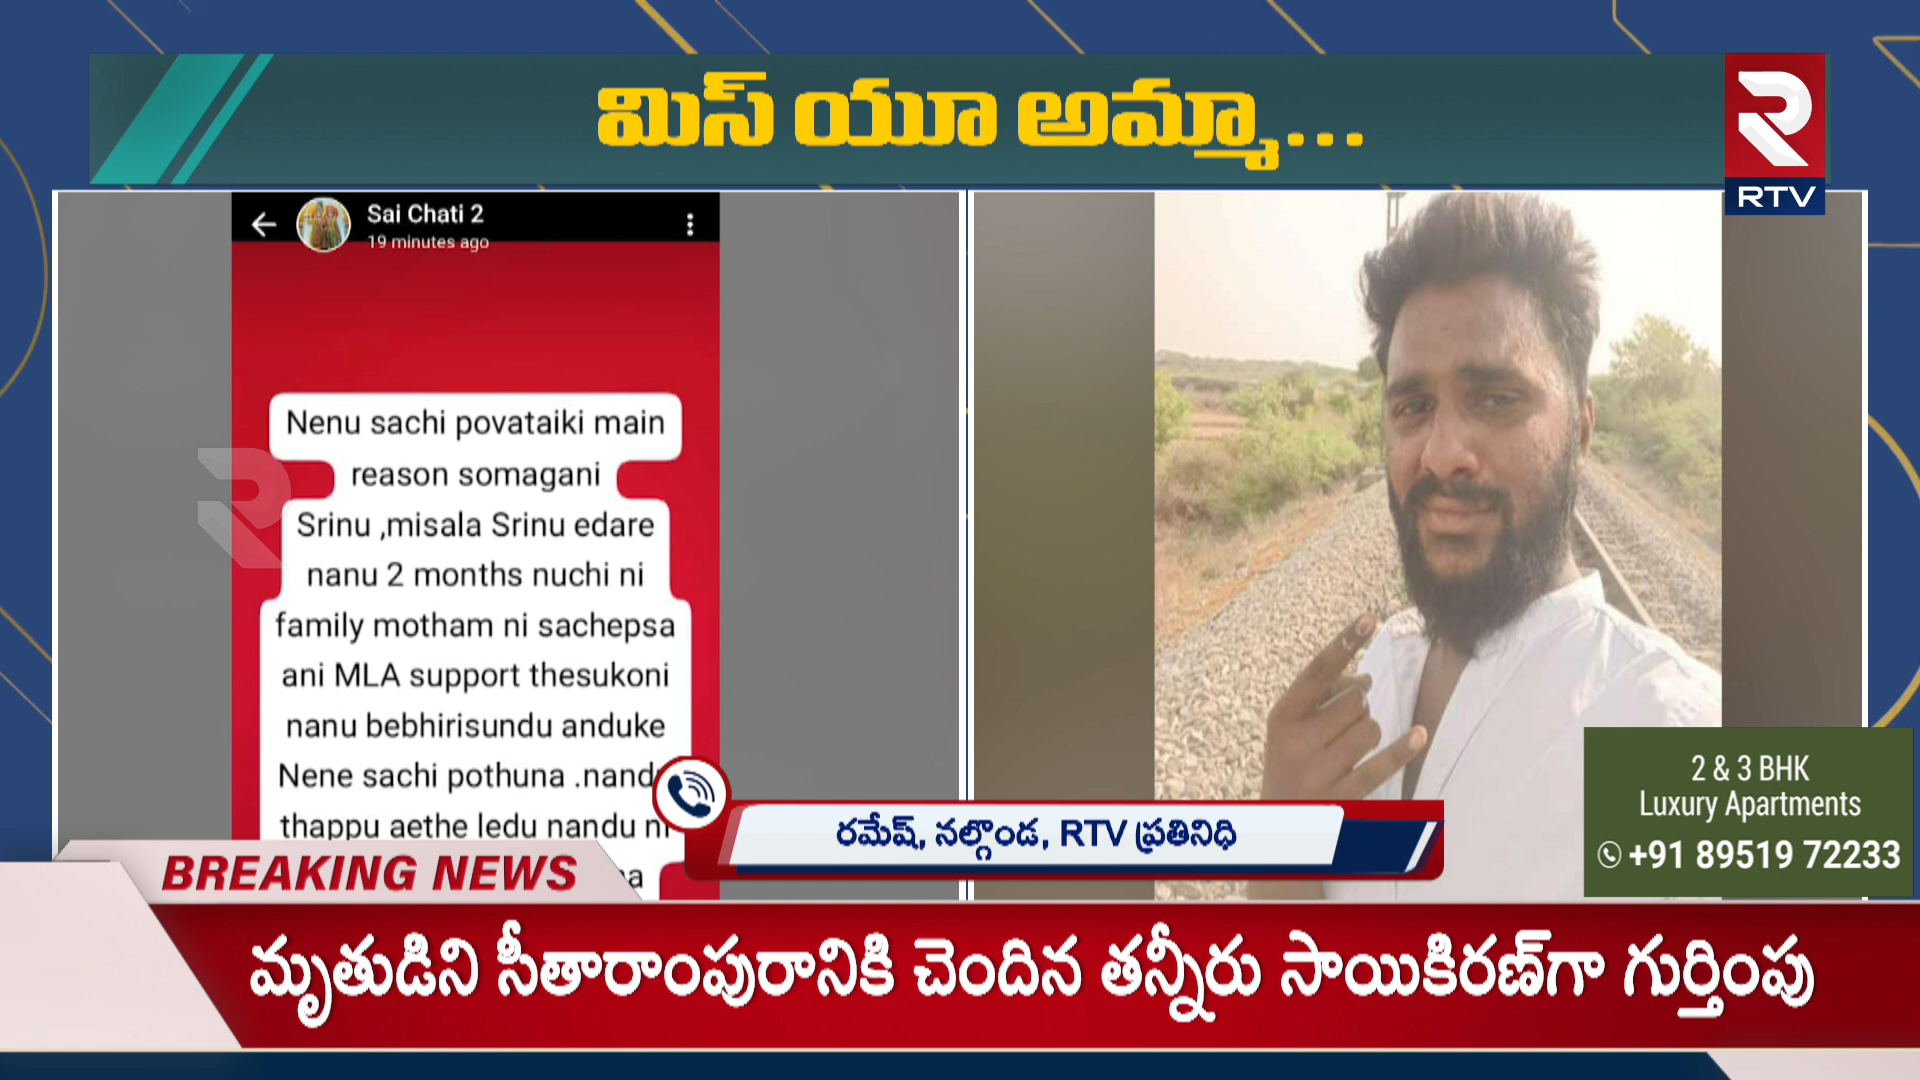 మిస్ యూ అమ్మా...
RTV
Sai Chati 2
19 minutes ago
Nenu sachi povataiki main
reason somagani
Srinu ,misala Srinu edare
nanu 2 months nuchi ni
family motham ni sachepsa
ani MLA support thesukoni
nanu bebhirisundu anduke
Nene sachi pothuna .nandu
thappu aethe ledu nandu ni
2 & 3 BHK
Luxury Apartments
+91 89519 72233
రమేష్, నల్గొండ, RTV ప్రతినిధి
BREAKING NEWS
మృతుడిని సీతారాంపురానికి చెందిన తన్నీరు సాయికిరణ్‌గా గుర్తింపు